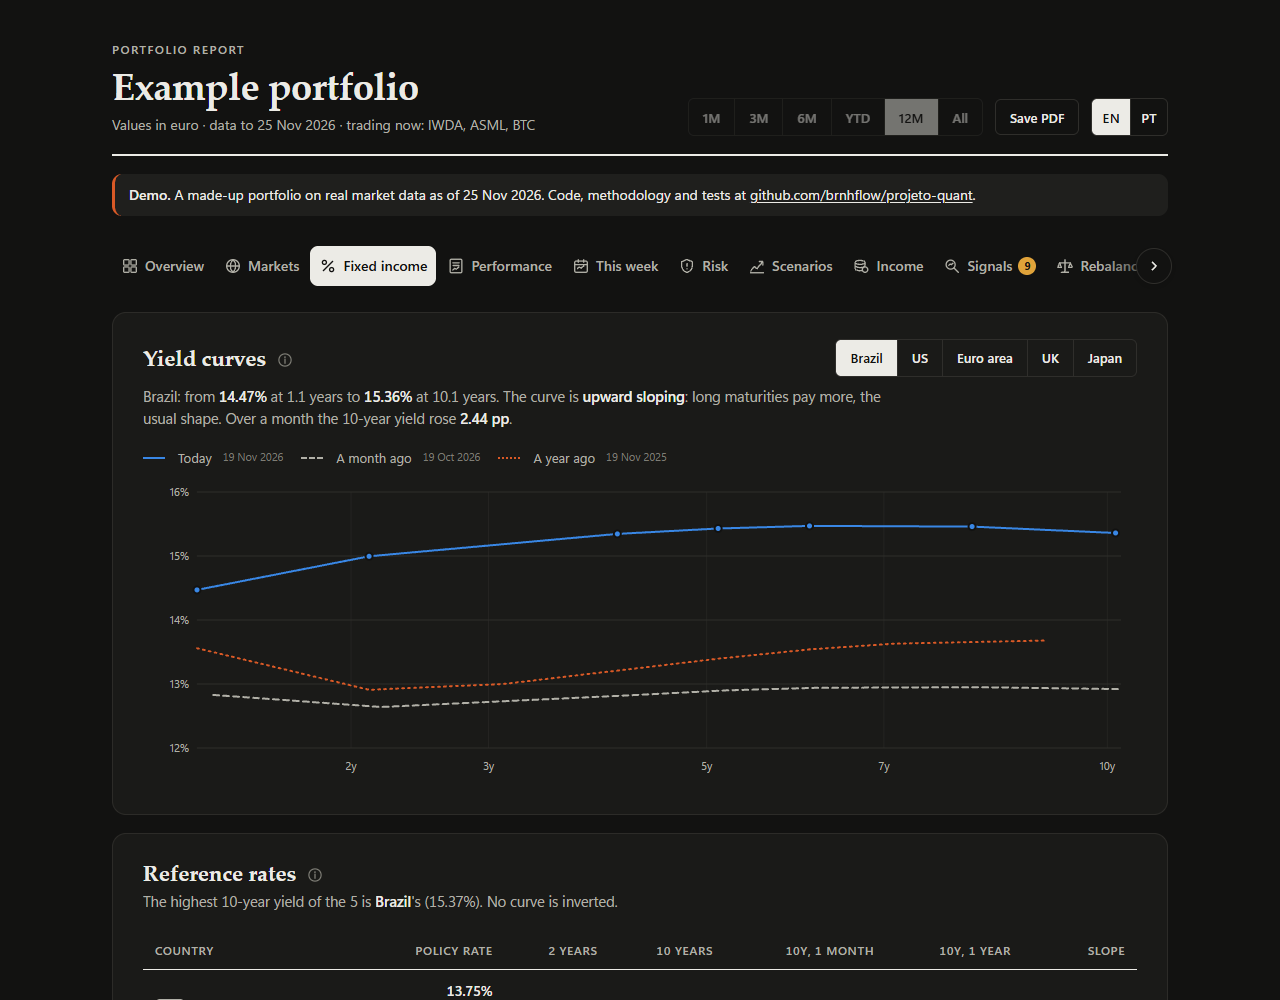 PORTFOLIO REPORT
Example portfolio
Values in euro · data to 25 Nov 2026 · trading now: IWDA, ASML, BTC
1M 3M 6M YTD 12M All Save PDF EN PT
Demo. A made-up portfolio on real market data as of 25 Nov 2026. Code, methodology and tests at github.com/brnhflow/projeto-quant.
Overview Markets Fixed income Performance This week Risk Scenarios Income Signals 9
Yield curves
Brazil US Euro area UK Japan
Brazil: from 14.47% at 1.1 years to 15.36% at 10.1 years. The curve is upward sloping: long maturities pay more, the
usual shape. Over a month the 10-year yield rose 2.44 pp.
Today 19 Nov 2026 A month ago 19 Oct 2026 A year ago 19 Nov 2025
16%
15%
14%
13%
12%
2y 3y 5y 7y 10y
Reference rates
The highest 10-year yield of the 5 is Brazil's (15.37%). No curve is inverted.
COUNTRY POLICY RATE 2 YEARS 10 YEARS 10Y, 1 MONTH 10Y, 1 YEAR SLOPE
13.75%